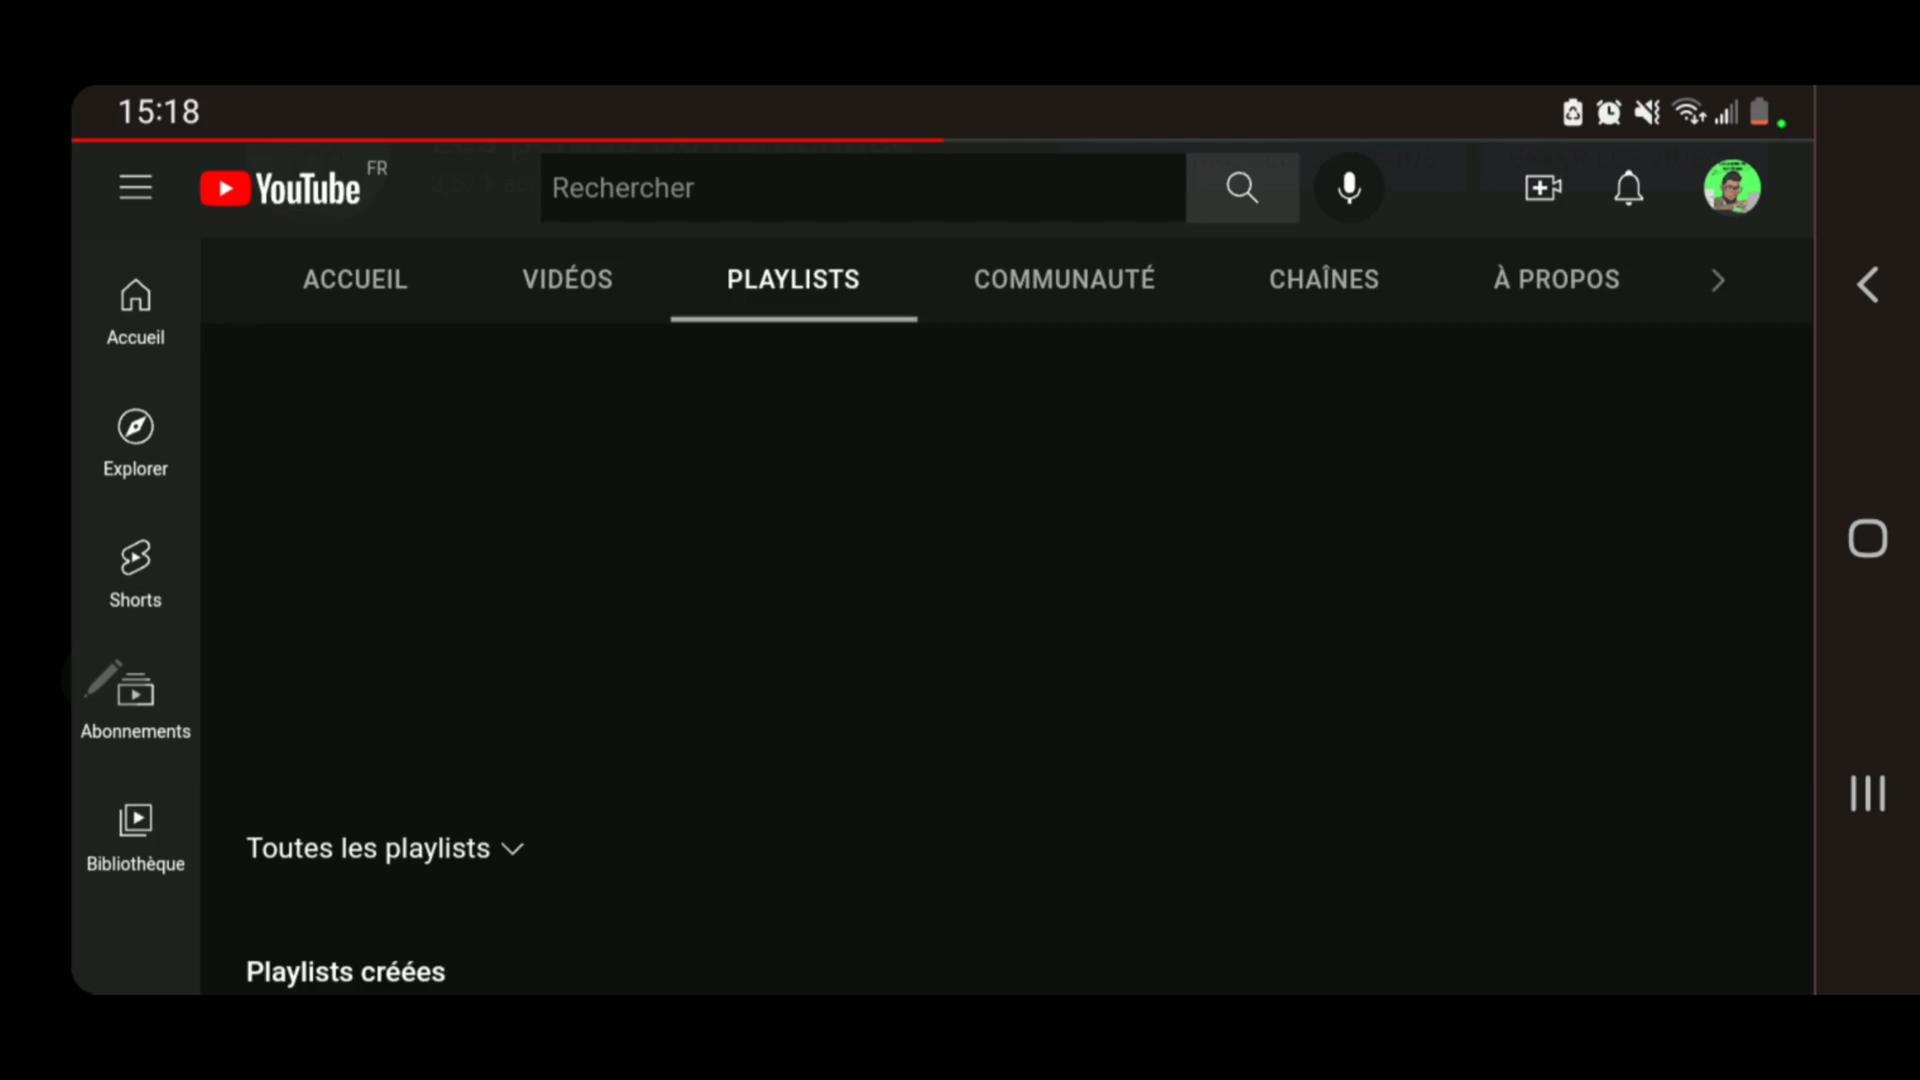 15:18
YouTube FR
Rechercher
ACCUEIL VIDÉOS PLAYLISTS COMMUNAUTÉ CHAÎNES À PROPOS
Accueil
Explorer
Shorts
Abonnements
Bibliothèque
Toutes les playlists
Playlists créées